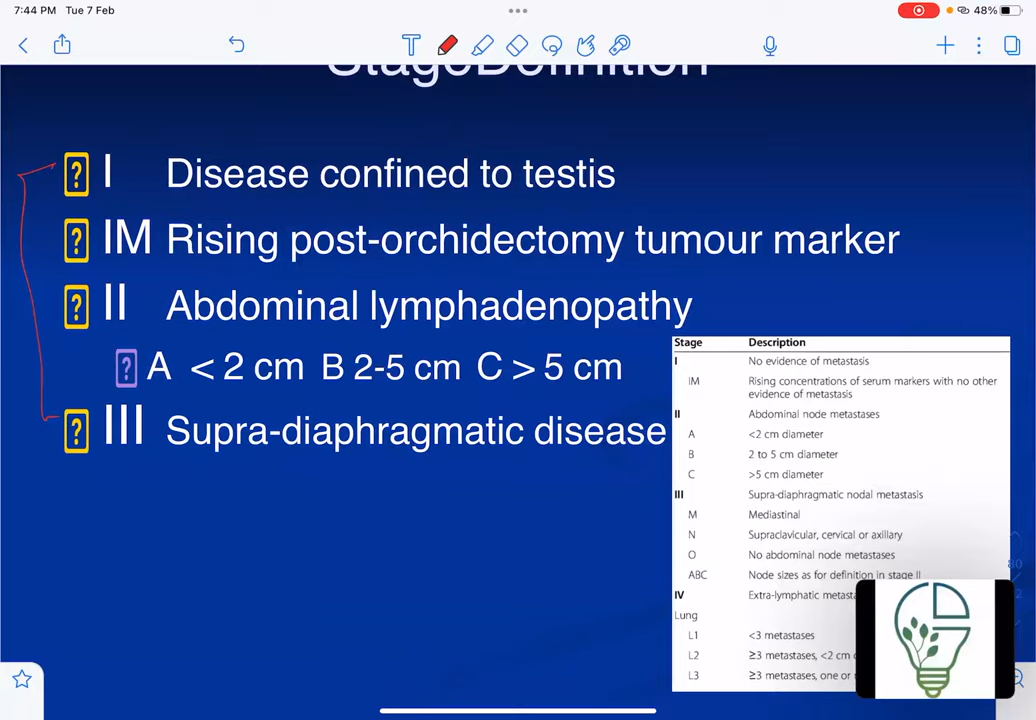 7:44 PM Tue 7 Feb
48%
StageDefinition
I Disease confined to testis
IM Rising post-orchidectomy tumour marker
II Abdominal lymphadenopathy
A < 2 cm B 2-5 cm C > 5 cm
III Supra-diaphragmatic disease
Stage Description
I No evidence of metastasis
IM Rising concentrations of serum markers with no other
evidence of metastasis
II Abdominal node metastases
A <2 cm diameter
B 2 to 5 cm diameter
C >5 cm diameter
III Supra-diaphragmatic nodal metastasis
M Mediastinal
N Supraclavicular, cervical or axillary
O No abdominal node metastases
ABC Node sizes as for definition in stage II
IV Extra-lymphatic
Lung
L1 <3 metastases
L2 ≥3 metastases, <2 cm
L3 ≥3 metastases, one or